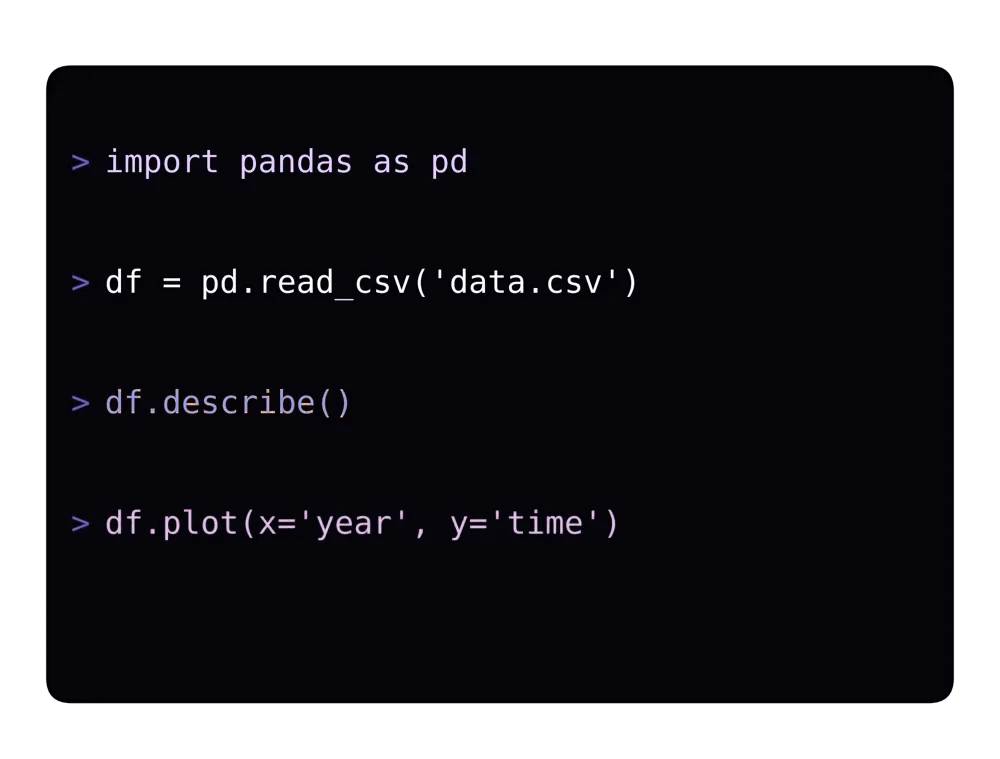 > import pandas as pd
> df = pd.read_csv('data.csv')
> df.describe()
> df.plot(x='year', y='time')